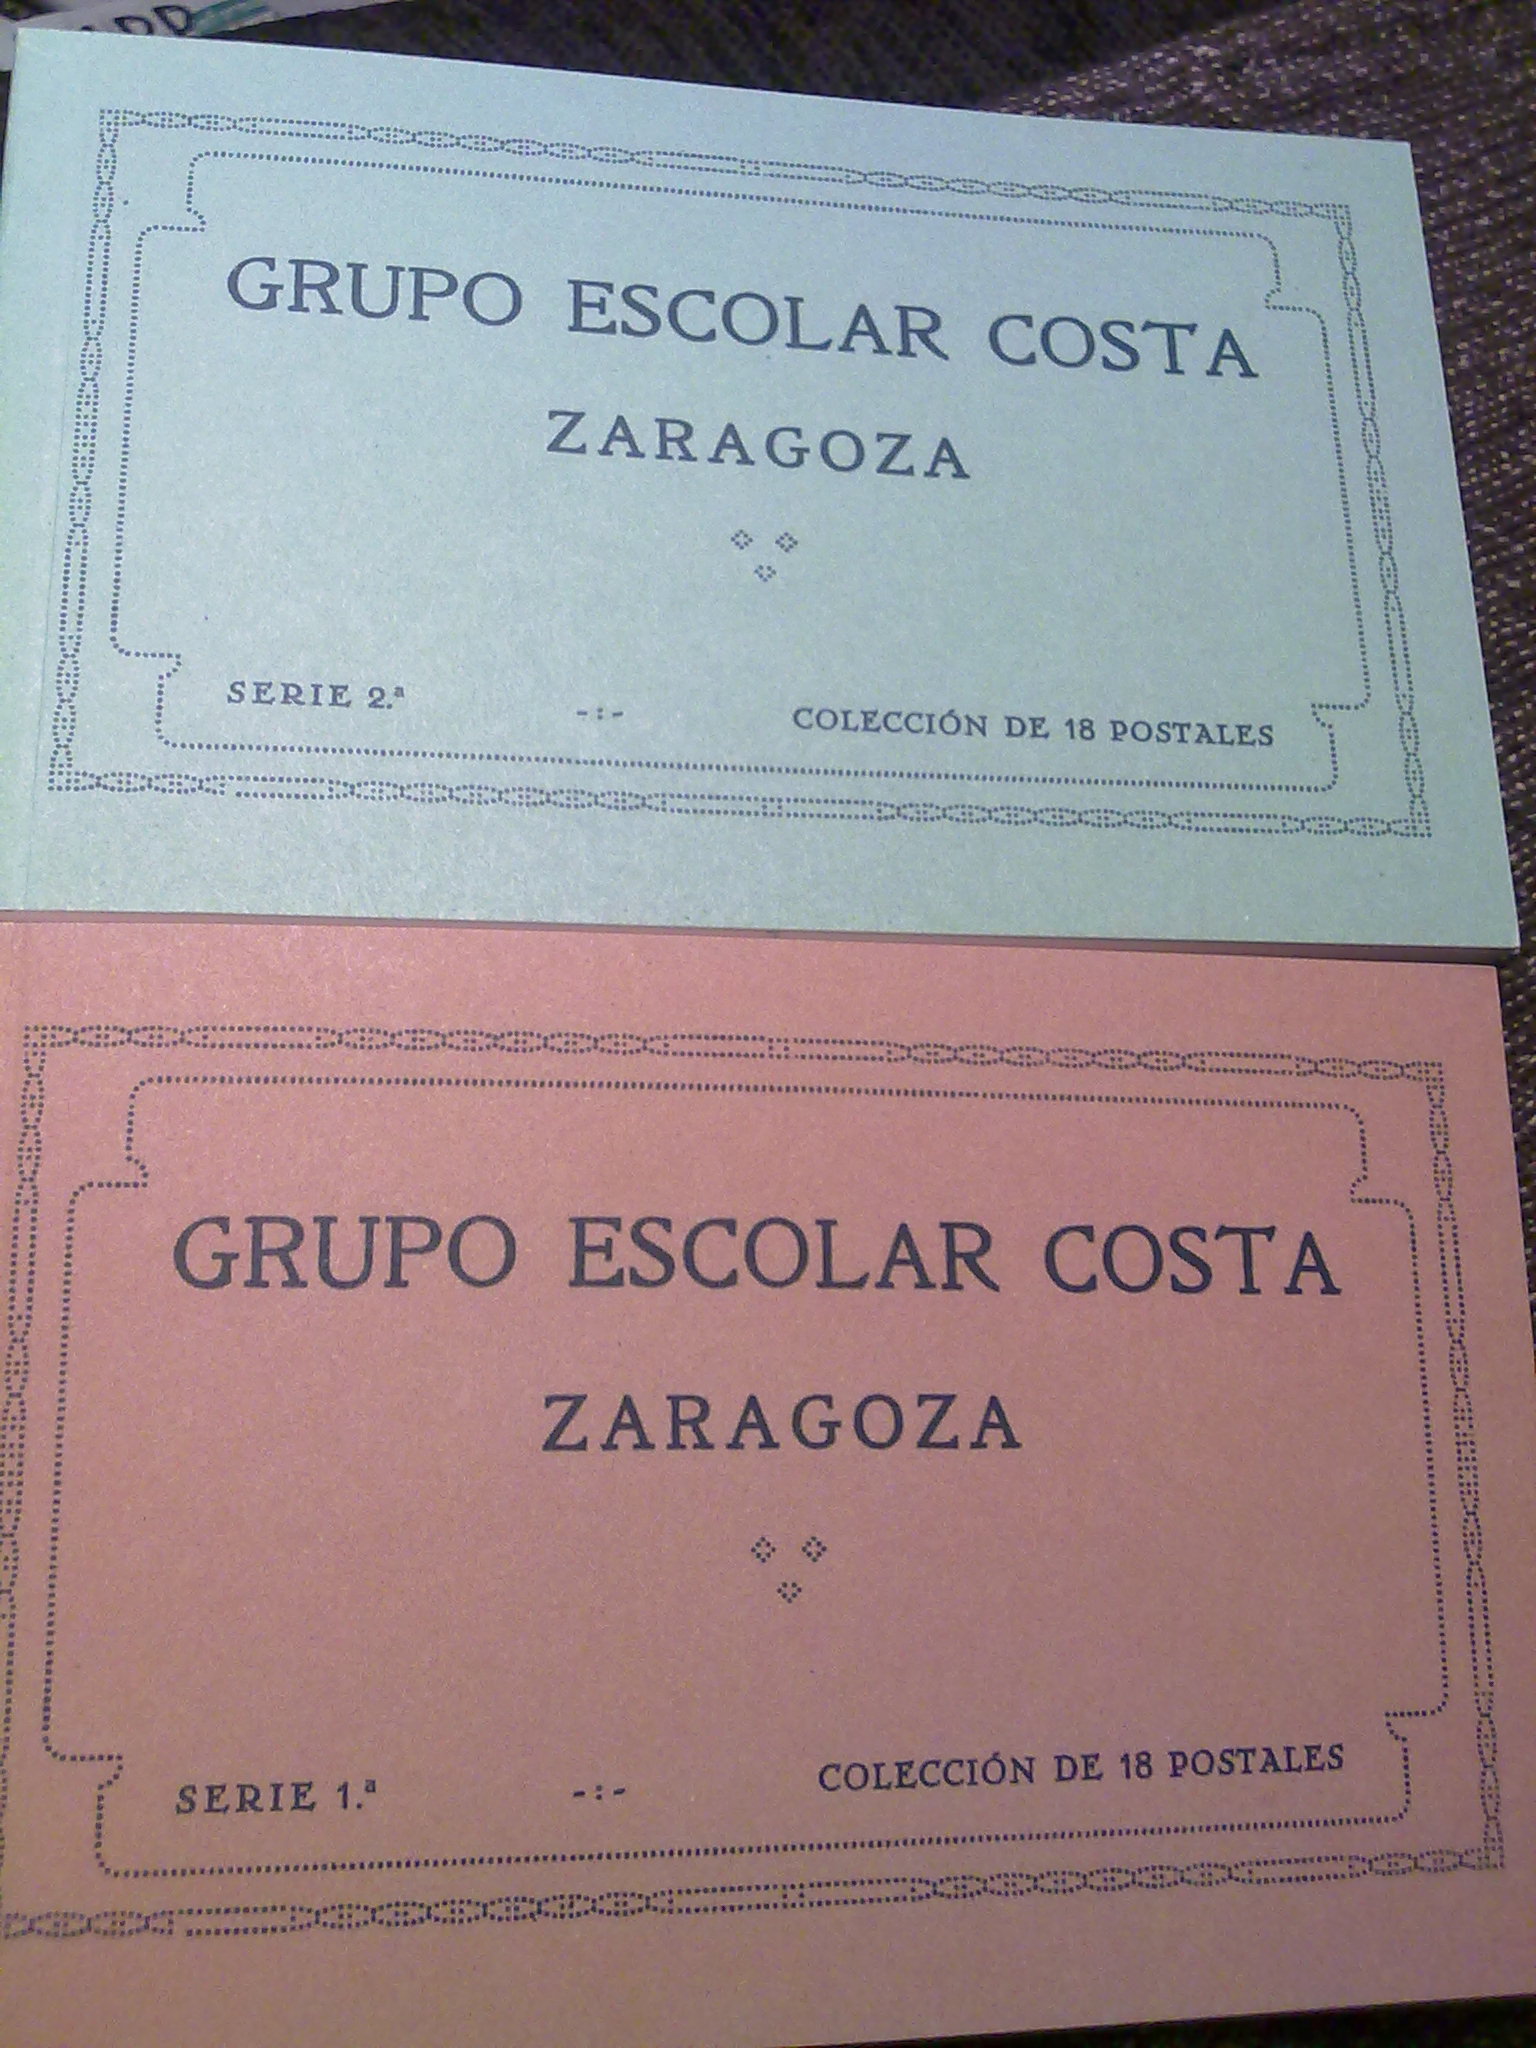 GRUPO ESCOLAR COSTA
ZARAGOZA
SERIE 2.ª -:- COLECCIÓN DE 18 POSTALES
GRUPO ESCOLAR COSTA
ZARAGOZA
SERIE 1.ª -:- COLECCIÓN DE 18 POSTALES